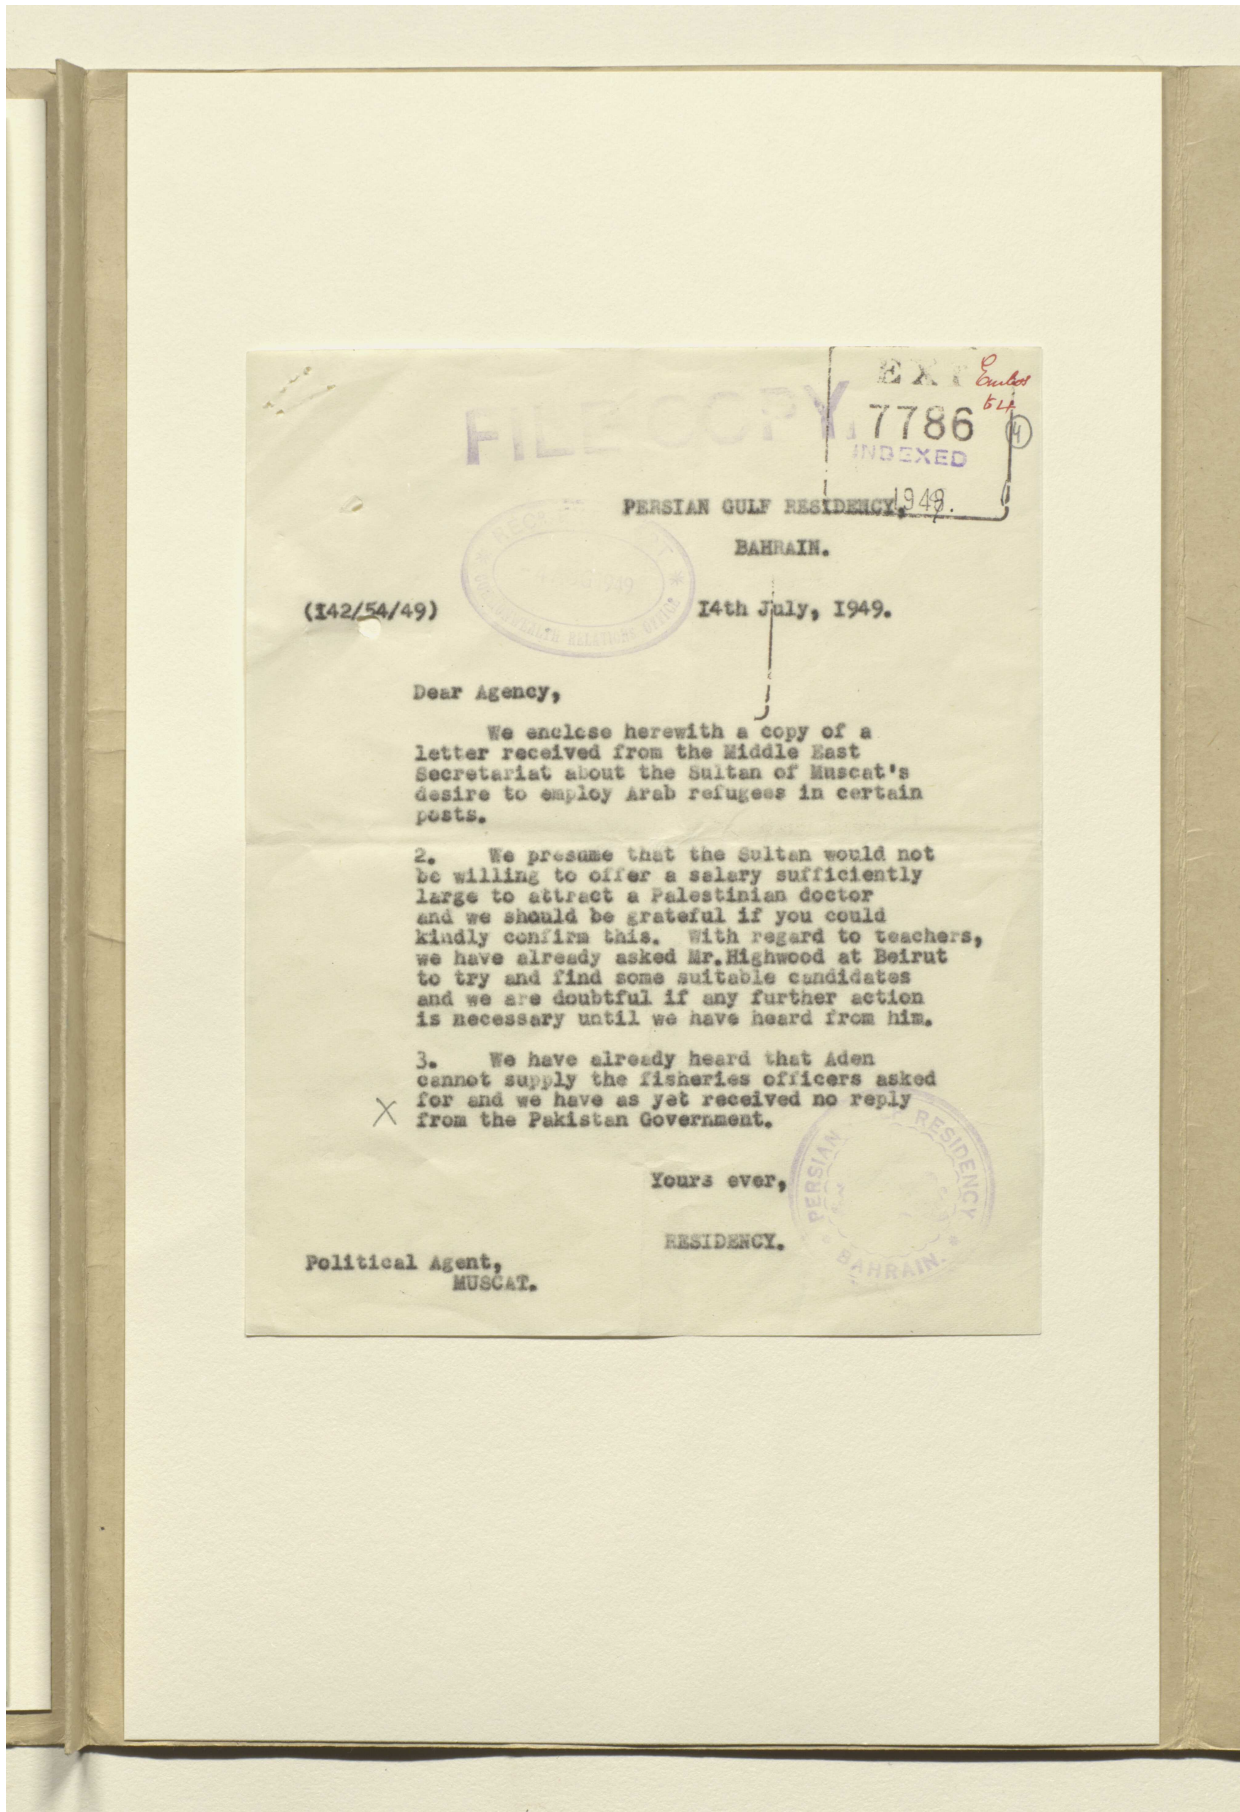 EXT
7786
INDEXED
1949.
4
FILE COPY
PERSIAN GULF RESIDENCY,
BAHRAIN.
1949
COMMONWEALTH RELATIONS OFFICE
(I42/54/49)
I4th July, I949.
Dear Agency,
We enclose herewith a copy of a
letter received from the Middle East
Secretariat about the Sultan of Muscat's
desire to employ Arab refugees in certain
posts.
2. We presume that the Sultan would not
be willing to offer a salary sufficiently
large to attract a Palestinian doctor
and we should be grateful if you could
kindly confirm this. With regard to teachers,
we have already asked Mr.Highwood at Beirut
to try and find some suitable candidates
and we are doubtful if any further action
is necessary until we have heard from him.
3. We have already heard that Aden
cannot supply the fisheries officers asked
for and we have as yet received no reply
X from the Pakistan Government.
Yours ever,
RESIDENCY.
PERSIAN RESIDENCY
BAHRAIN.
Political Agent,
MUSCAT.